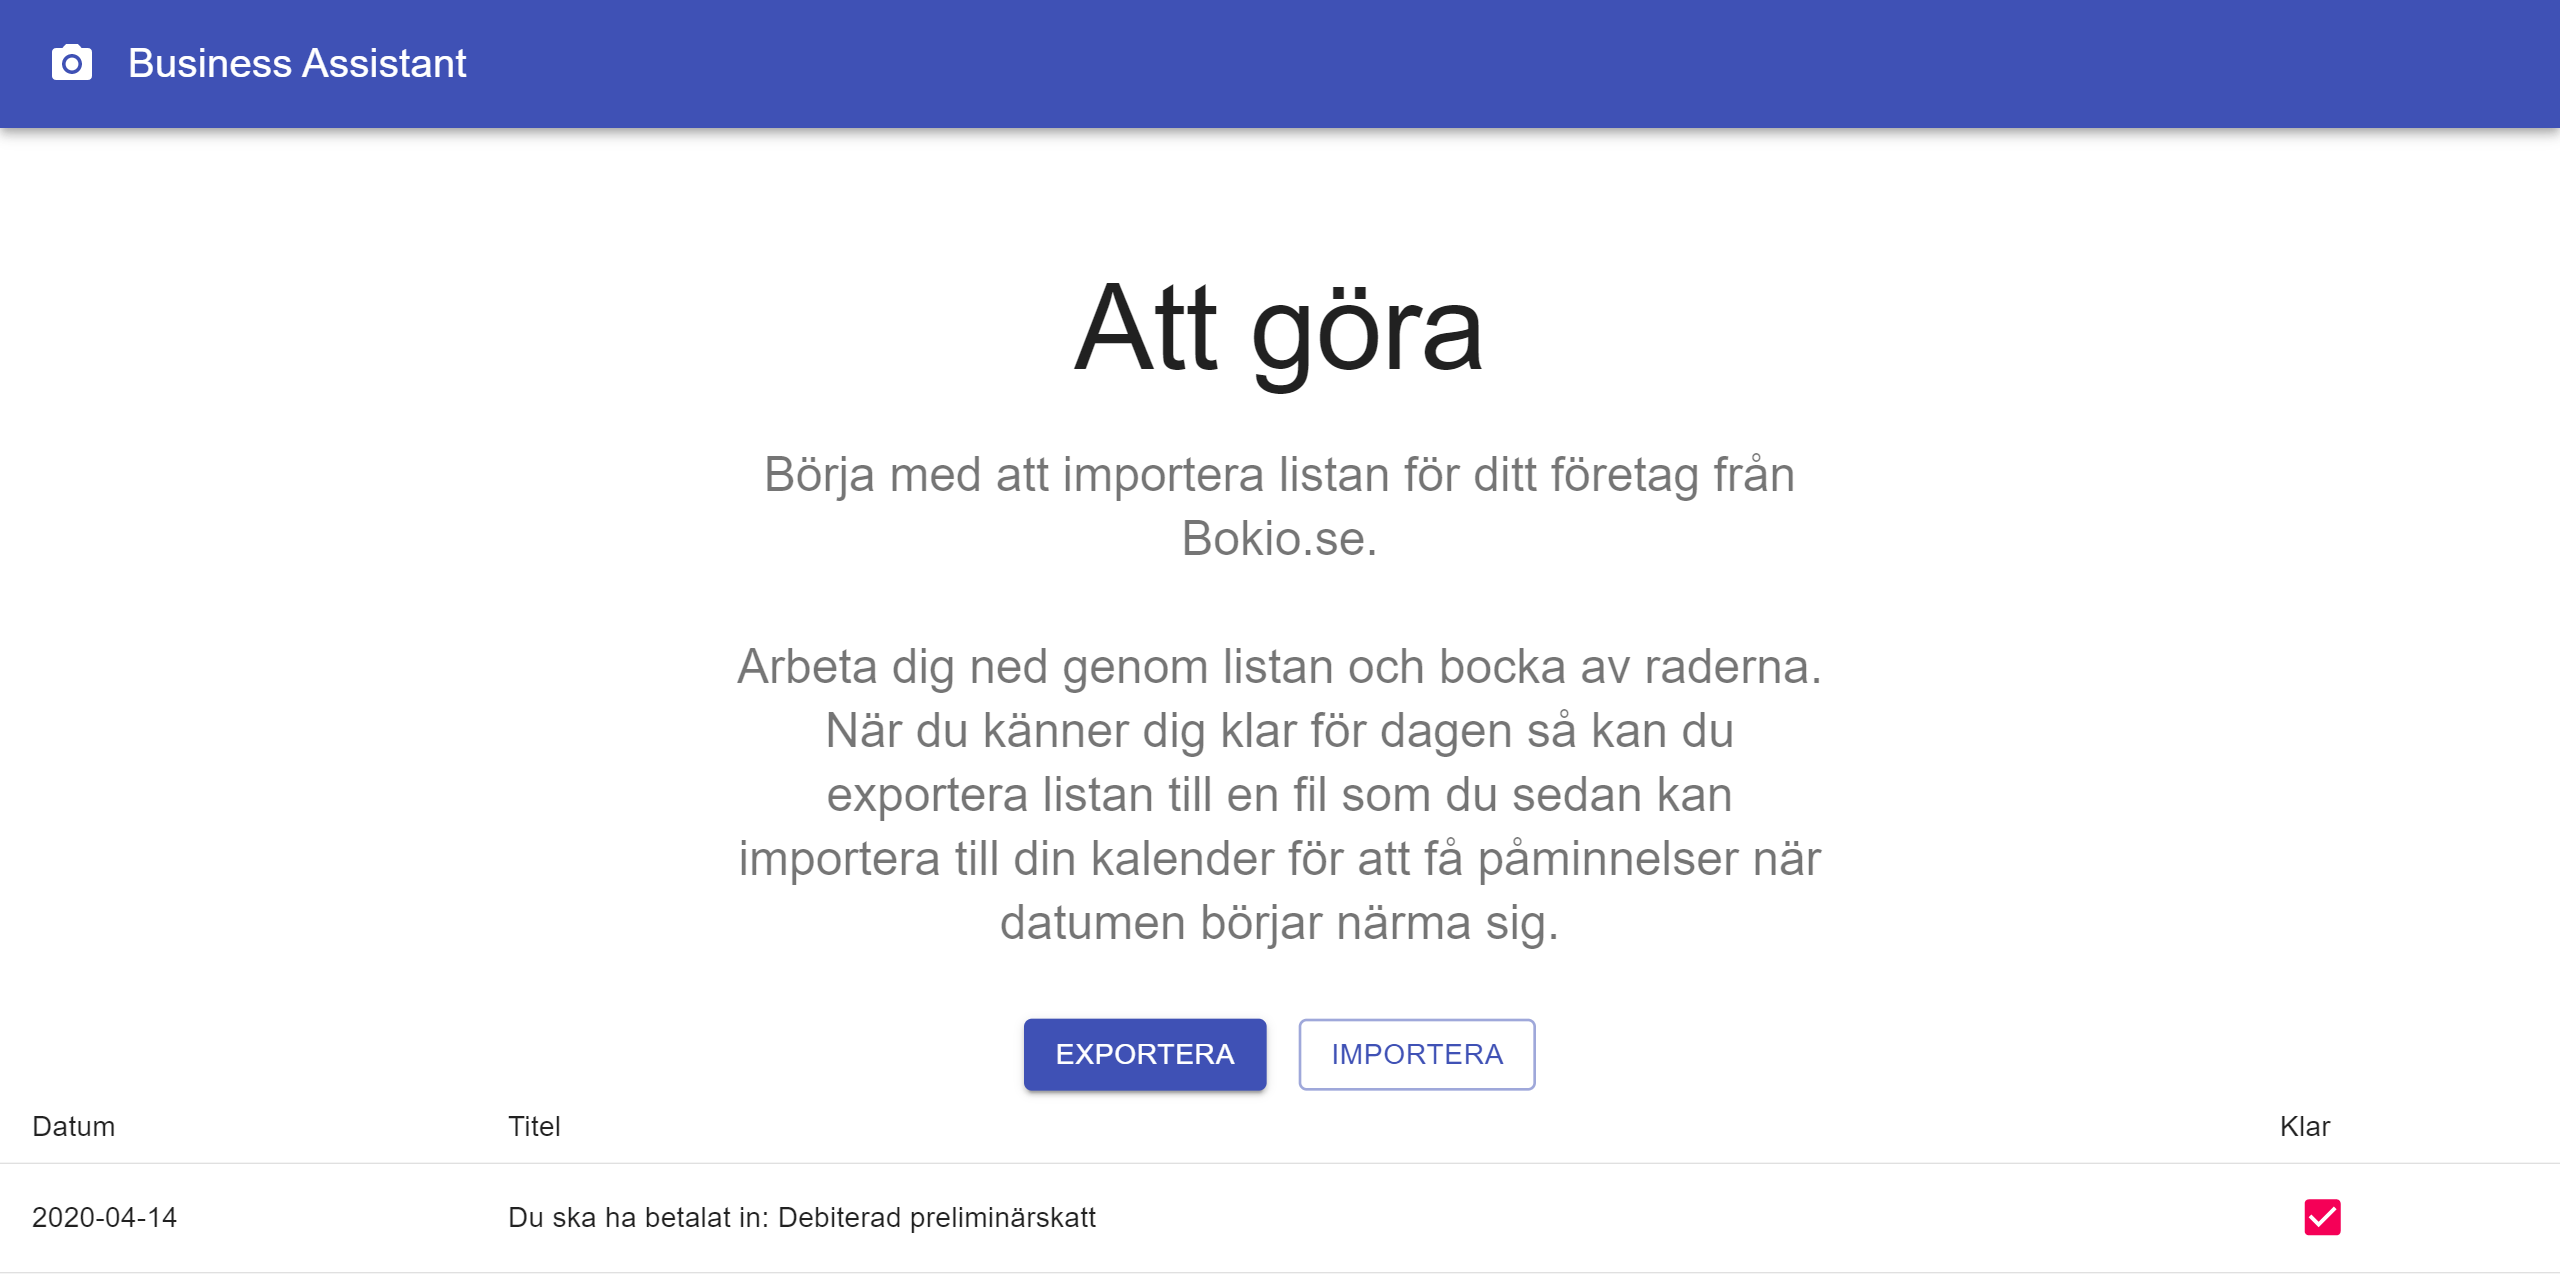 Business Assistant
Att göra
Börja med att importera listan för ditt företag från
Bokio.se.
Arbeta dig ned genom listan och bocka av raderna.
När du känner dig klar för dagen så kan du
exportera listan till en fil som du sedan kan
importera till din kalender för att få påminnelser när
datumen börjar närma sig.
EXPORTERA IMPORTERA
Datum Titel Klar
2020-04-14 Du ska ha betalat in: Debiterad preliminärskatt